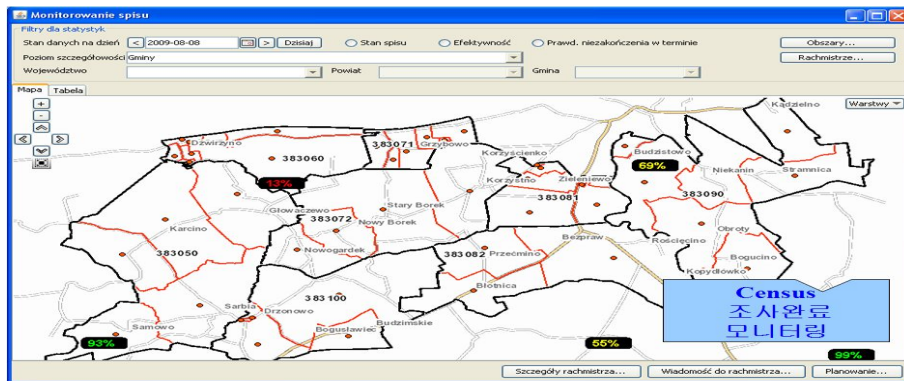 Monitorowanie spisu
Filtry dla statystyk
Stan danych na dzień < 2009-08-08 > Dzisiaj Stan spisu Efektywność Prawd. niezakończenia w terminie Obszary...
Poziom szczegółowości Gminy Rachmistrze...
Województwo Powiat Gmina
Mapa Tabela
+ Warstwy
-
Kądzielno
Dźwirzyno 383071 Grzybowo
383060 Korzyścienko Budzistowo
69% Niekanin Stramnica
13% Korzystno Zieleniewo
383081 383090
Głowaczewo Stary Borek
383072 Nowy Borek
Karcino Obroty
Bezpraw Rościęcino
383050 Nowogardek 383082 Przećmino Bogucino
Kopydłówko
Błotnica
383100
Sarbia Drzonowo
Samowo Bogusławiec Budzimskie
93% 55% 99%
Census
조사완료
모니터링
Szczegóły rachmistrza... Wiadomość do rachmistrza... Planowanie...